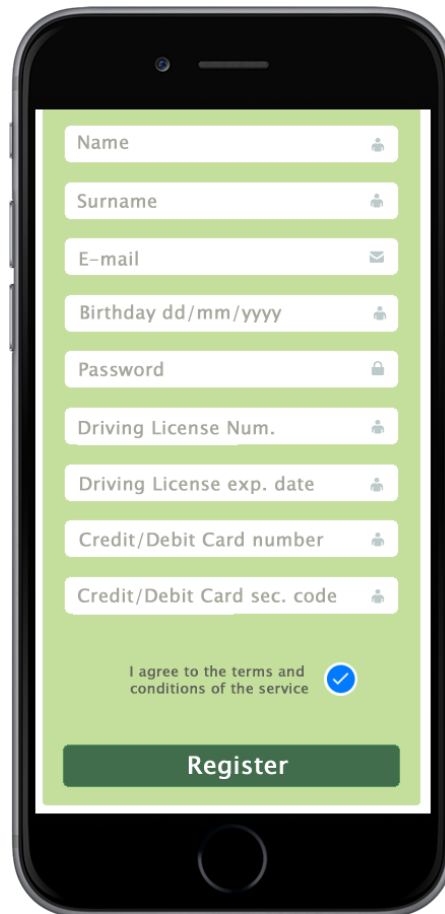 Name
Surname
E-mail
Birthday dd/mm/yyyy
Password
Driving License Num.
Driving License exp. date
Credit/Debit Card number
Credit/Debit Card sec. code
I agree to the terms and
conditions of the service
Register